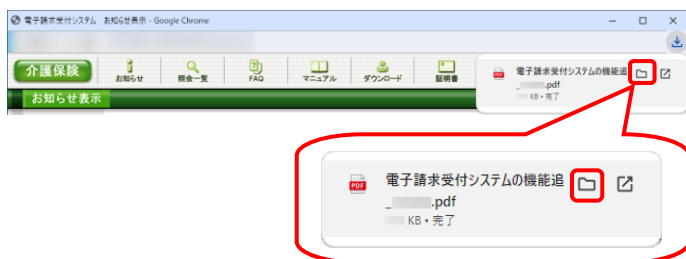 電子請求受付システム お知らせ表示 - Google Chrome
介護保険
お知らせ
照会一覧
FAQ
マニュアル
ダウンロード
証明書
お知らせ表示
電子請求受付システムの機能追
_ .pdf
KB・完了
PDF
電子請求受付システムの機能追
_ .pdf
KB・完了